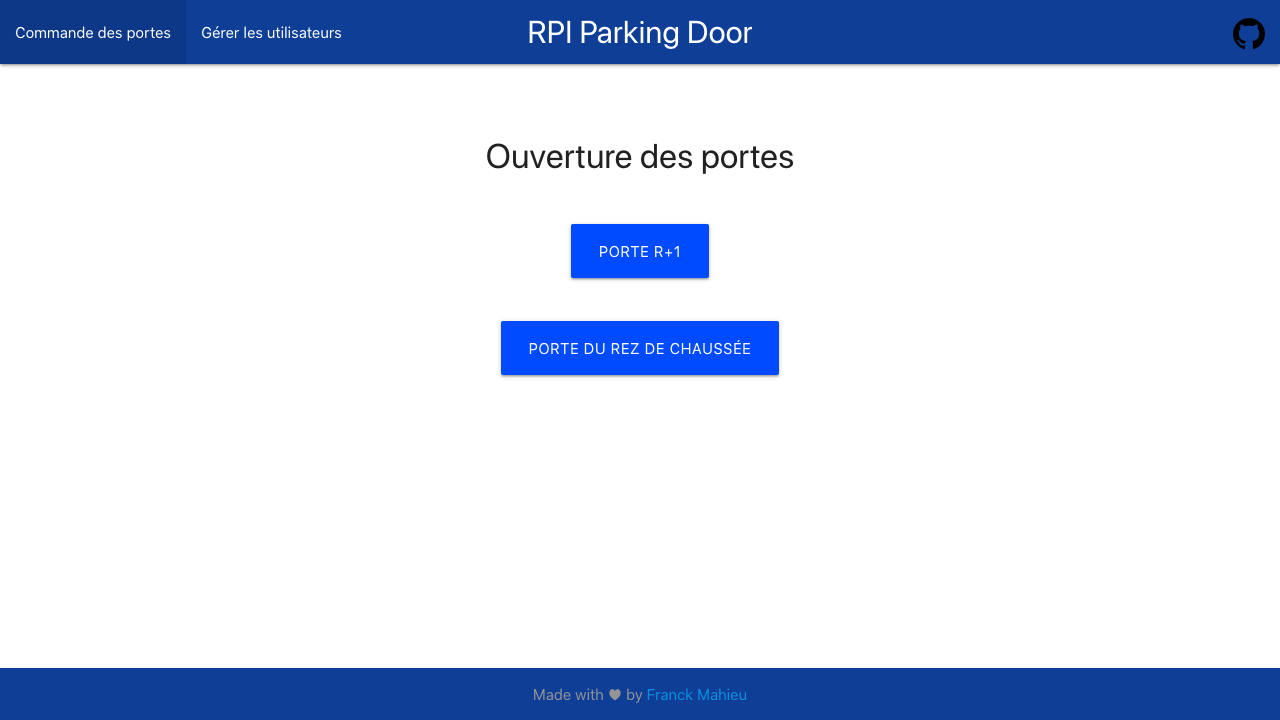 Commande des portes
Gérer les utilisateurs
RPI Parking Door
Ouverture des portes
PORTE R+1
PORTE DU REZ DE CHAUSSÉE
Made with ♥ by Franck Mahieu